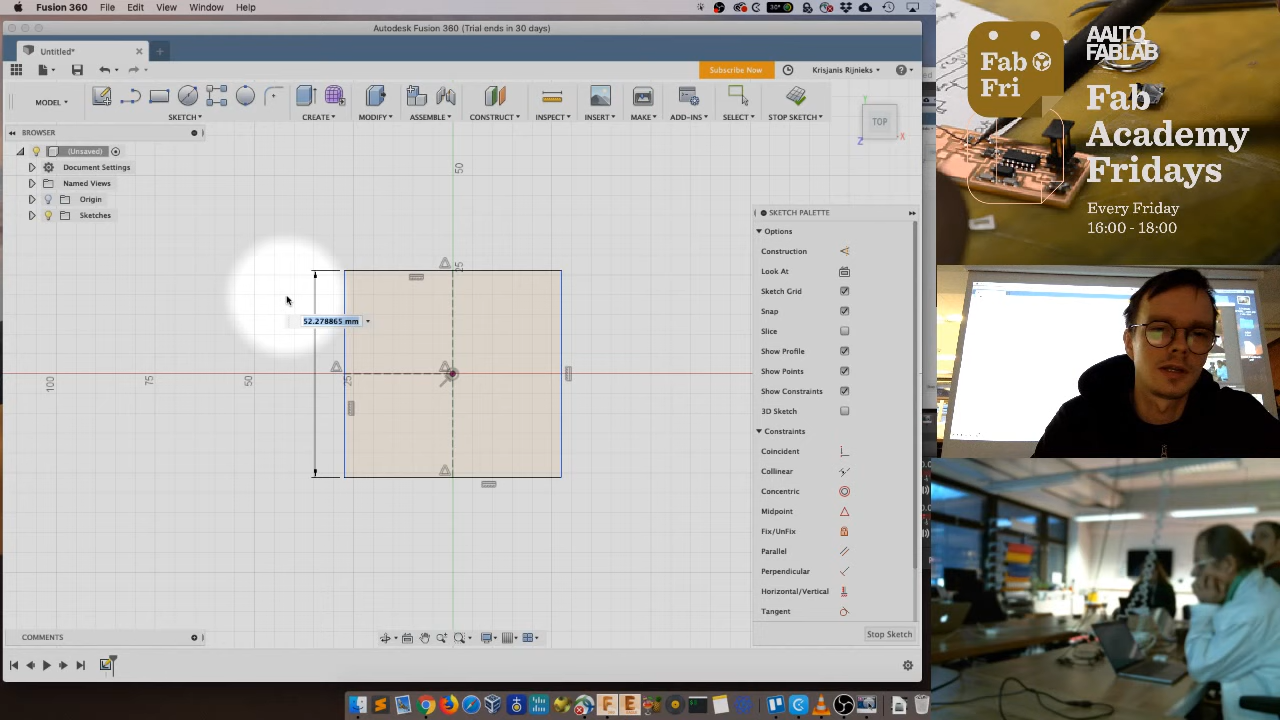 Fusion 360 File Edit View Window Help
30°
Autodesk Fusion 360 (Trial ends in 30 days)
Untitled*
Subscribe Now
Krisjanis Rijnieks
MODEL
SKETCH
CREATE
MODIFY
ASSEMBLE
CONSTRUCT
INSPECT
INSERT
MAKE
ADD-INS
SELECT
STOP SKETCH
BROWSER
(Unsaved)
Document Settings
Named Views
Origin
Sketches
50
25
52.278865 mm
100
75
50
25
TOP
Y
X
Z
SKETCH PALETTE
Options
Construction
Look At
Sketch Grid
Snap
Slice
Show Profile
Show Points
Show Constraints
3D Sketch
Constraints
Coincident
Collinear
Concentric
Midpoint
Fix/UnFix
Parallel
Perpendicular
Horizontal/Vertical
Tangent
Stop Sketch
COMMENTS
Fab
Fri
AALTO
FABLAB
Fab
Academy
Fridays
Every Friday
16:00 - 18:00